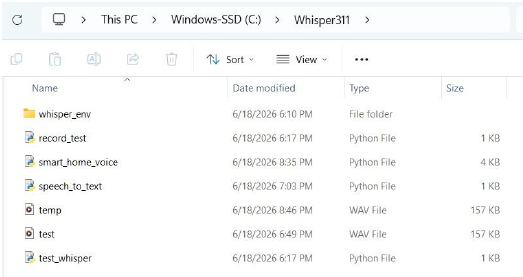 This PC > Windows-SSD (C:) > Whisper311 >
Sort View
Name Date modified Type Size
whisper_env 6/18/2026 6:10 PM File folder
record_test 6/18/2026 6:17 PM Python File 1 KB
smart_home_voice 6/18/2026 8:35 PM Python File 4 KB
speech_to_text 6/18/2026 7:03 PM Python File 1 KB
temp 6/18/2026 8:46 PM WAV File 157 KB
test 6/18/2026 6:49 PM WAV File 157 KB
test_whisper 6/18/2026 6:17 PM Python File 1 KB